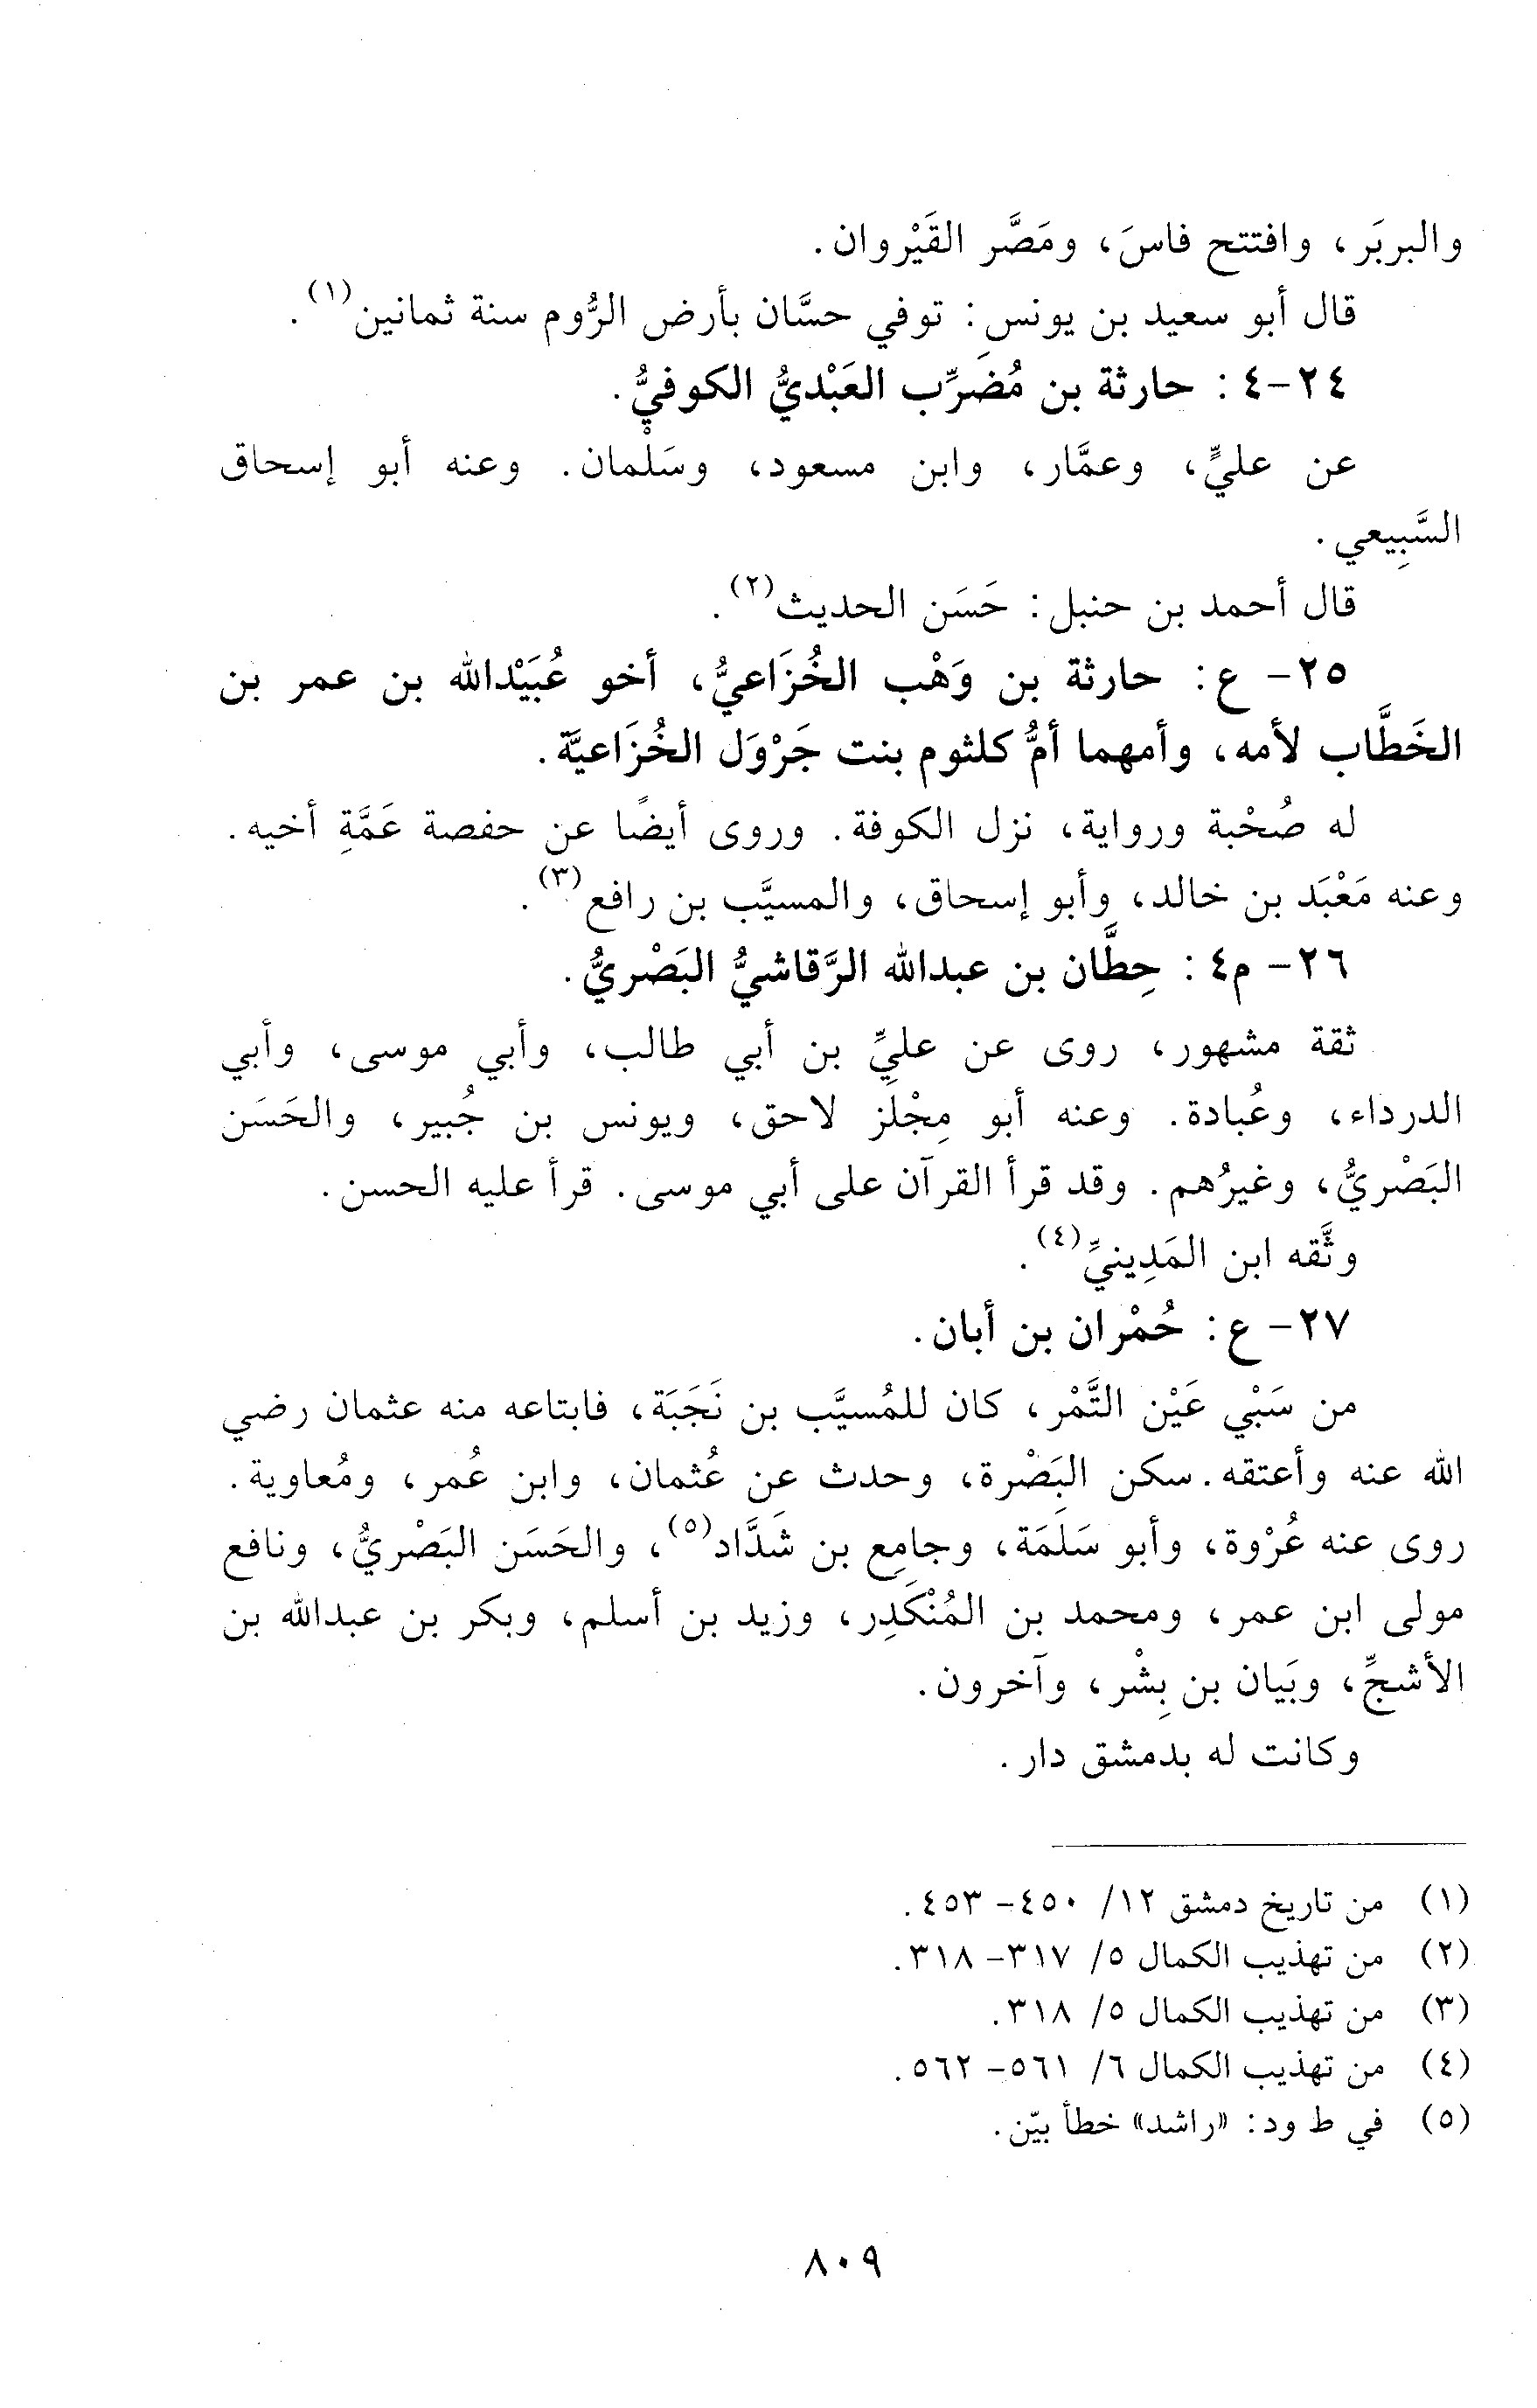 والبربَر، وافتتح فاسَ، ومَصَّر القَيْروان.
قال أبو سعيد بن يونس: توفي حسَّان بأرض الرُّوم سنة ثمانين(١).
٢٤-٤: حارثة بن مُضَرِّب العَبْديُّ الكوفيُّ.
عن عليٍّ، وعمَّار، وابن مسعود، وسَلْمان. وعنه أبو إسحاق
السَّبِيعي.
قال أحمد بن حنبل: حَسَن الحديث(٢).
٢٥- ع: حارثة بن وَهْب الخُزَاعيُّ، أخو عُبَيْدالله بن عمر بن
الخَطَّاب لأمه، وأمهما أمُّ كلثوم بنت جَرْوَل الخُزَاعيَّة.
له صُحْبة ورواية، نزل الكوفة. وروى أيضًا عن حفصة عَمَّةِ أخيه.
وعنه مَعْبَد بن خالد، وأبو إسحاق، والمسيَّب بن رافع(٣).
٢٦- م٤: حِطَّان بن عبدالله الرَّقاشيُّ البَصْريُّ.
ثقة مشهور، روى عن عليِّ بن أبي طالب، وأبي موسى، وأبي
الدرداء، وعُبادة. وعنه أبو مِجْلَز لاحق، ويونس بن جُبير، والحَسَن
البَصْريُّ، وغيرُهم. وقد قرأ القرآن على أبي موسى. قرأ عليه الحسن.
وثَّقه ابن المَدِينيِّ(٤).
٢٧- ع: حُمْران بن أبان.
من سَبْي عَيْن التَّمْر، كان للمُسيَّب بن نَجَبَة، فابتاعه منه عثمان رضي
الله عنه وأعتقه. سكن البَصْرة، وحدث عن عُثمان، وابن عُمر، ومُعاوية.
روى عنه عُرْوة، وأبو سَلَمَة، وجامِع بن شَدَّاد(٥)، والحَسَن البَصْريُّ، ونافع
مولى ابن عمر، ومحمد بن المُنْكَدِر، وزيد بن أسلم، وبكر بن عبدالله بن
الأشجِّ، وبَيان بن بِشْر، وآخرون.
وكانت له بدمشق دار.
(١) من تاريخ دمشق ١٢/ ٤٥٠- ٤٥٣.
(٢) من تهذيب الكمال ٥/ ٣١٧- ٣١٨.
(٣) من تهذيب الكمال ٥/ ٣١٨.
(٤) من تهذيب الكمال ٦/ ٥٦١- ٥٦٢.
(٥) في ط ود: «راشد» خطأ بيّن.
٨٠٩